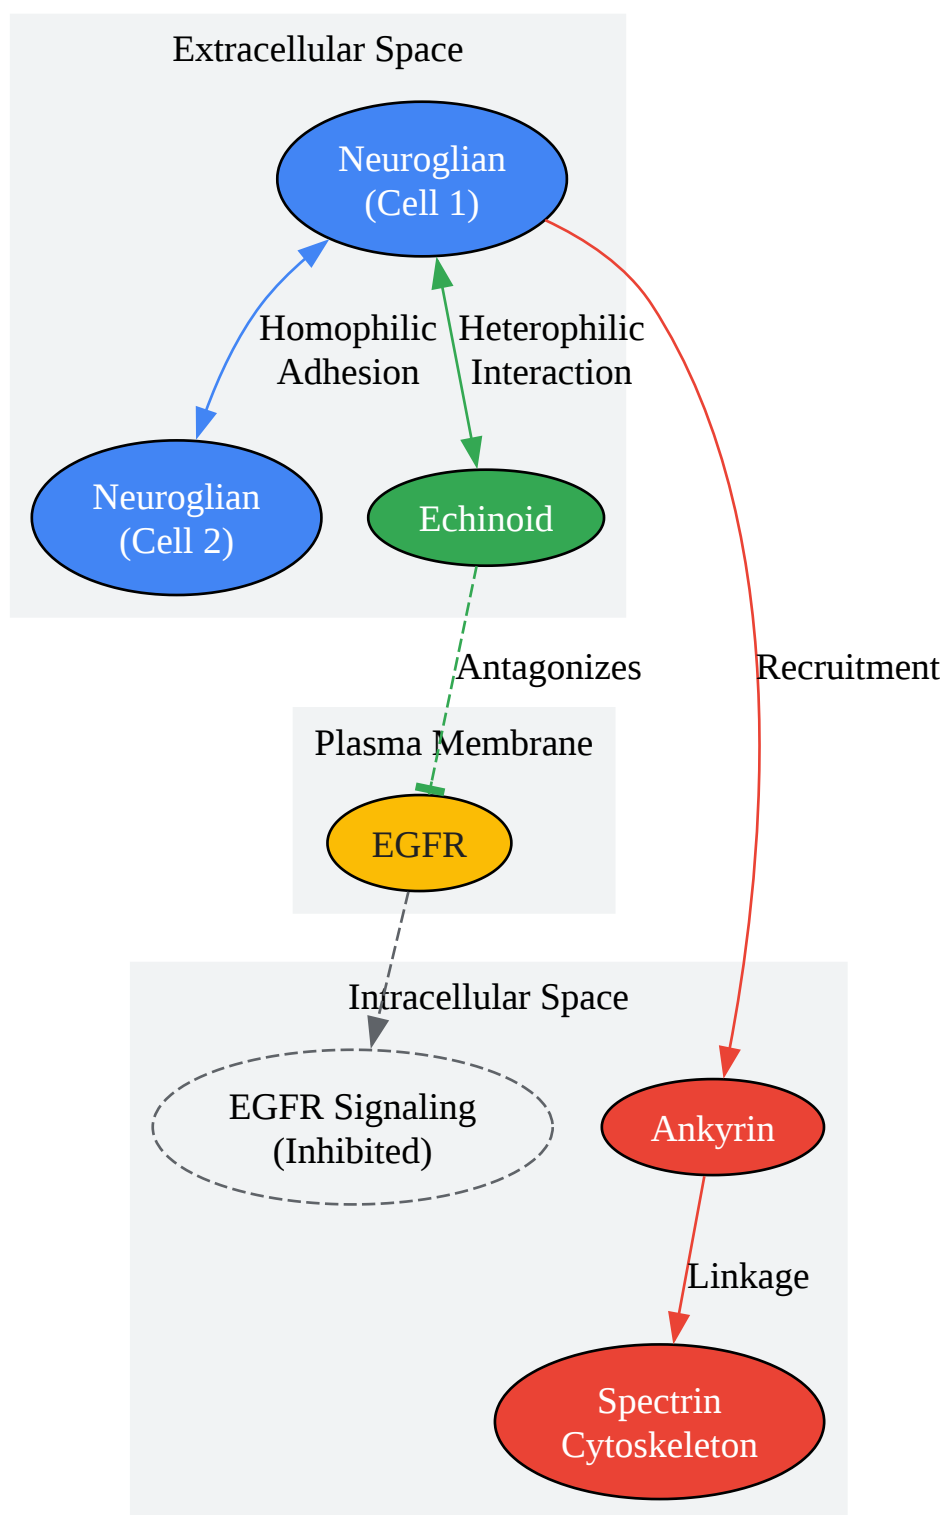 Extracellular Space
Neuroglian
(Cell 1)
Homophilic
Adhesion
Heterophilic
Interaction
Neuroglian
(Cell 2)
Echinoid
Antagonizes
Recruitment
Plasma Membrane
EGFR
Intracellular Space
EGFR Signaling
(Inhibited)
Ankyrin
Linkage
Spectrin
Cytoskeleton